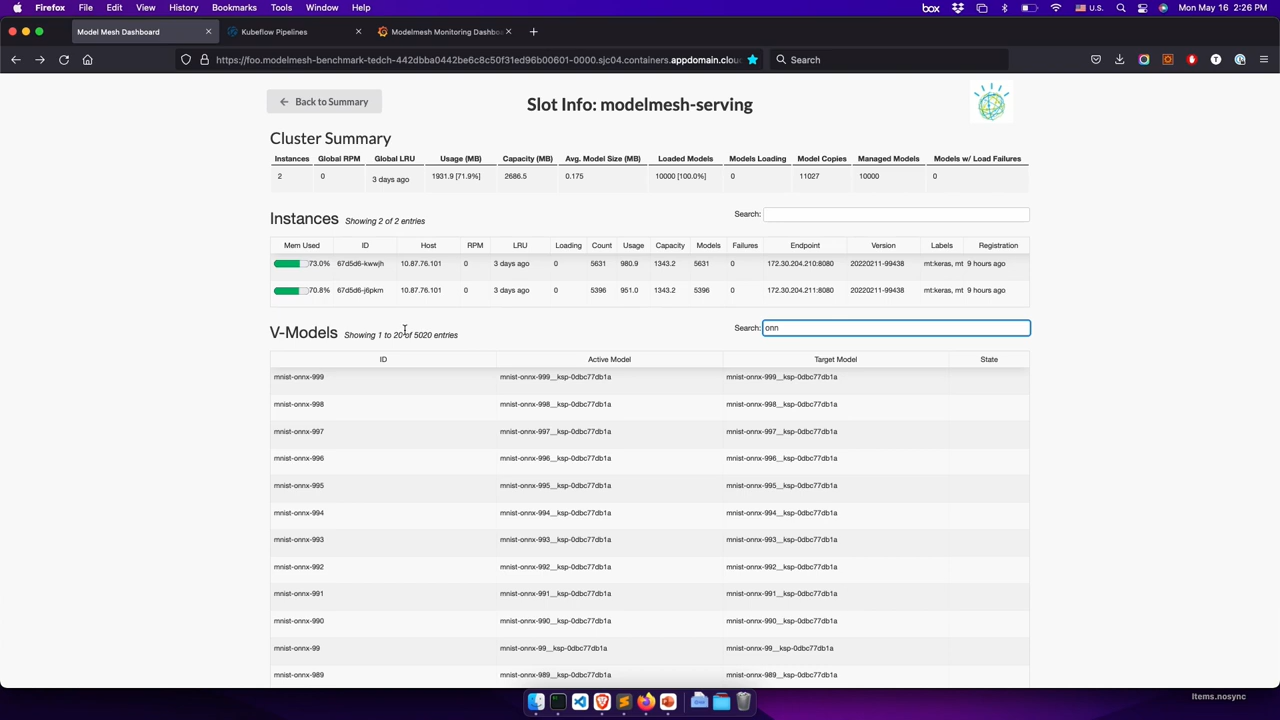 Firefox File Edit View History Bookmarks Tools Window Help
U.S. Mon May 16 2:26 PM
Model Mesh Dashboard Kubeflow Pipelines Modelmesh Monitoring Dashbo
https://foo.modelmesh-benchmark-tedch-442dbba0442be6c8c50f31ed96b00601-0000.sjc04.containers.appdomain.clou Search
Back to Summary
Slot Info: modelmesh-serving
Cluster Summary
Instances Global RPM Global LRU Usage (MB) Capacity (MB) Avg. Model Size (MB) Loaded Models Models Loading Model Copies Managed Models Models w/ Load Failures
2 0 3 days ago 1931.9 [71.9%] 2686.5 0.175 10000 [100.0%] 0 11027 10000 0
Instances Showing 2 of 2 entries Search:
Mem Used ID Host RPM LRU Loading Count Usage Capacity Models Failures Endpoint Version Labels Registration
73.0% 67d5d6-kwwjh 10.87.76.101 0 3 days ago 0 5631 980.9 1343.2 5631 0 172.30.204.210:8080 20220211-99438 mt:keras, mt 9 hours ago
70.8% 67d5d6-j6pkm 10.87.76.101 0 3 days ago 0 5396 951.0 1343.2 5396 0 172.30.204.211:8080 20220211-99438 mt:keras, mt 9 hours ago
V-Models Showing 1 to 20 of 5020 entries Search: onn
ID Active Model Target Model State
mnist-onnx-999 mnist-onnx-999__ksp-0dbc77db1a mnist-onnx-999__ksp-0dbc77db1a
mnist-onnx-998 mnist-onnx-998__ksp-0dbc77db1a mnist-onnx-998__ksp-0dbc77db1a
mnist-onnx-997 mnist-onnx-997__ksp-0dbc77db1a mnist-onnx-997__ksp-0dbc77db1a
mnist-onnx-996 mnist-onnx-996__ksp-0dbc77db1a mnist-onnx-996__ksp-0dbc77db1a
mnist-onnx-995 mnist-onnx-995__ksp-0dbc77db1a mnist-onnx-995__ksp-0dbc77db1a
mnist-onnx-994 mnist-onnx-994__ksp-0dbc77db1a mnist-onnx-994__ksp-0dbc77db1a
mnist-onnx-993 mnist-onnx-993__ksp-0dbc77db1a mnist-onnx-993__ksp-0dbc77db1a
mnist-onnx-992 mnist-onnx-992__ksp-0dbc77db1a mnist-onnx-992__ksp-0dbc77db1a
mnist-onnx-991 mnist-onnx-991__ksp-0dbc77db1a mnist-onnx-991__ksp-0dbc77db1a
mnist-onnx-990 mnist-onnx-990__ksp-0dbc77db1a mnist-onnx-990__ksp-0dbc77db1a
mnist-onnx-99 mnist-onnx-99__ksp-0dbc77db1a mnist-onnx-99__ksp-0dbc77db1a
mnist-onnx-989 mnist-onnx-989__ksp-0dbc77db1a mnist-onnx-989__ksp-0dbc77db1a
Items.nosync